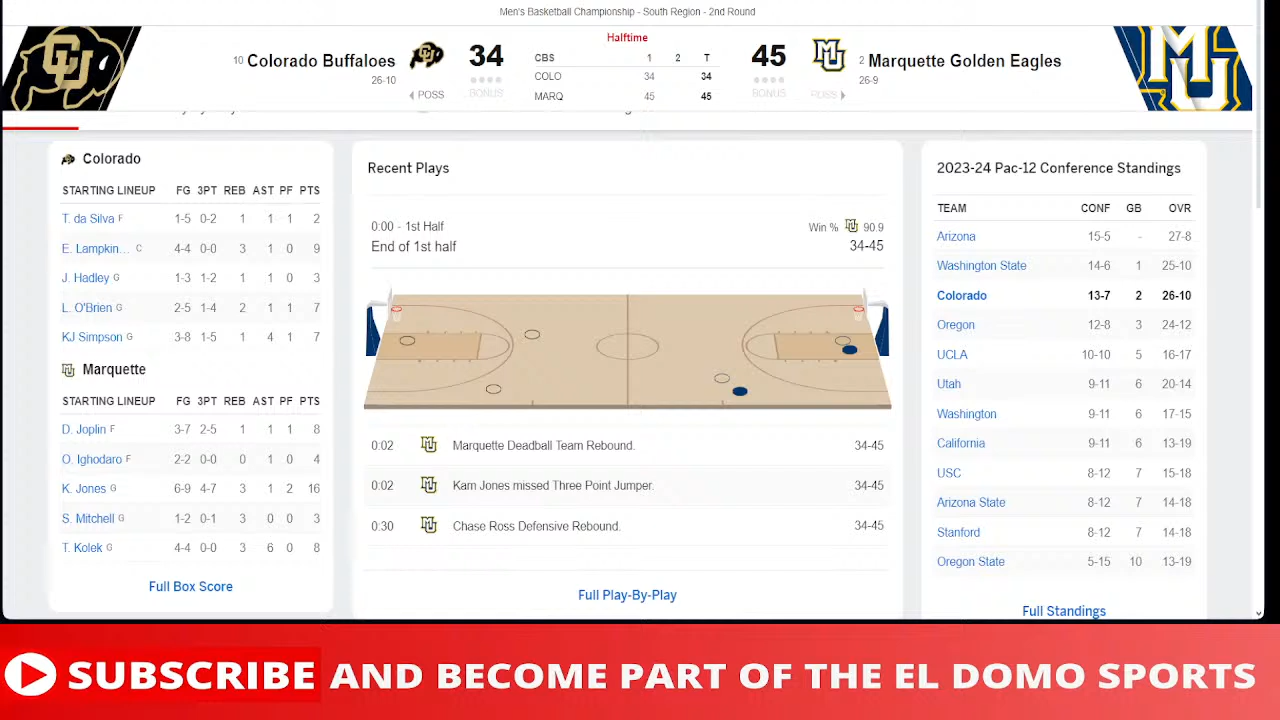 Men's Basketball Championship - South Region - 2nd Round
10 Colorado Buffaloes
26-10
34
BONUS
POSS
Halftime
CBS 1 2 T
COLO 34 34
MARQ 45 45
45
BONUS
POSS
2 Marquette Golden Eagles
26-9
Colorado
STARTING LINEUP FG 3PT REB AST PF PTS
T. da Silva F 1-5 0-2 1 1 1 2
E. Lampkin... C 4-4 0-0 3 1 0 9
J. Hadley G 1-3 1-2 1 1 0 3
L. O'Brien G 2-5 1-4 2 1 1 7
KJ Simpson G 3-8 1-5 1 4 1 7
Marquette
STARTING LINEUP FG 3PT REB AST PF PTS
D. Joplin F 3-7 2-5 1 1 1 8
O. Ighodaro F 2-2 0-0 0 1 0 4
K. Jones G 6-9 4-7 3 1 2 16
S. Mitchell G 1-2 0-1 3 0 0 3
T. Kolek G 4-4 0-0 3 6 0 8
Full Box Score
Recent Plays
0:00 - 1st Half
End of 1st half
Win % 90.9
34-45
0:02 Marquette Deadball Team Rebound. 34-45
0:02 Kam Jones missed Three Point Jumper. 34-45
0:30 Chase Ross Defensive Rebound. 34-45
Full Play-By-Play
2023-24 Pac-12 Conference Standings
TEAM CONF GB OVR
Arizona 15-5 - 27-8
Washington State 14-6 1 25-10
Colorado 13-7 2 26-10
Oregon 12-8 3 24-12
UCLA 10-10 5 16-17
Utah 9-11 6 20-14
Washington 9-11 6 17-15
California 9-11 6 13-19
USC 8-12 7 15-18
Arizona State 8-12 7 14-18
Stanford 8-12 7 14-18
Oregon State 5-15 10 13-19
Full Standings
SUBSCRIBE AND BECOME PART OF THE EL DOMO SPORTS